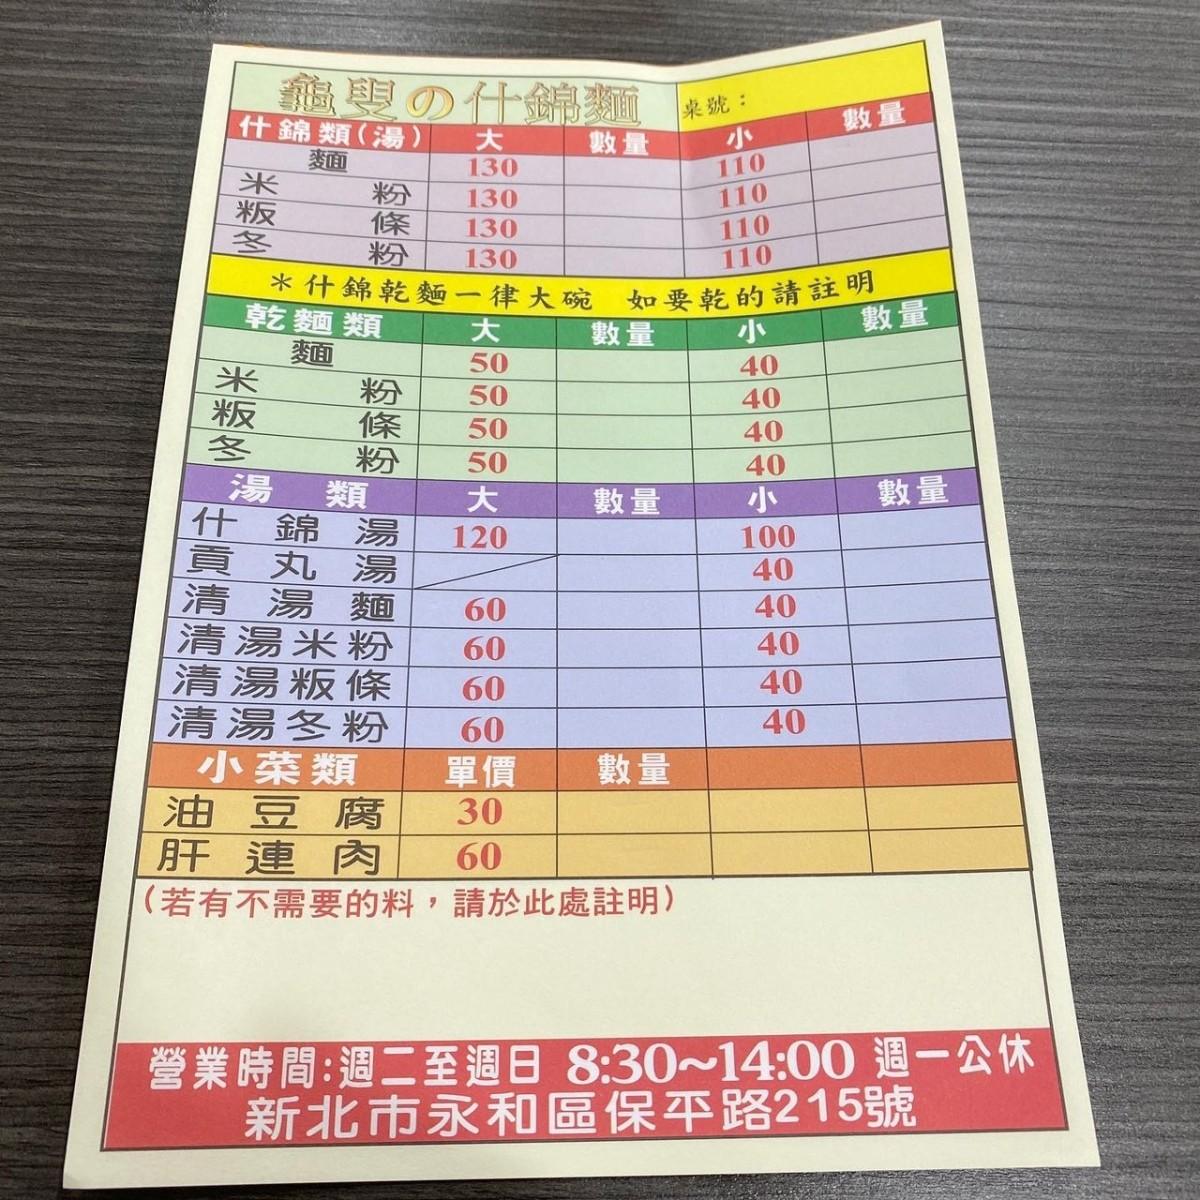 龜叟の什錦麵 桌號：
什錦類(湯) 大 數量 小 數量
麵 130 110
米粉 130 110
粄條 130 110
冬粉 130 110
＊什錦乾麵一律大碗 如要乾的請註明
乾麵類 大 數量 小 數量
麵 50 40
米粉 50 40
粄條 50 40
冬粉 50 40
湯類 大 數量 小 數量
什錦湯 120 100
貢丸湯 40
清湯麵 60 40
清湯米粉 60 40
清湯粄條 60 40
清湯冬粉 60 40
小菜類 單價 數量
油豆腐 30
肝連肉 60
(若有不需要的料，請於此處註明)
營業時間:週二至週日 8:30~14:00 週一公休
新北市永和區保平路215號